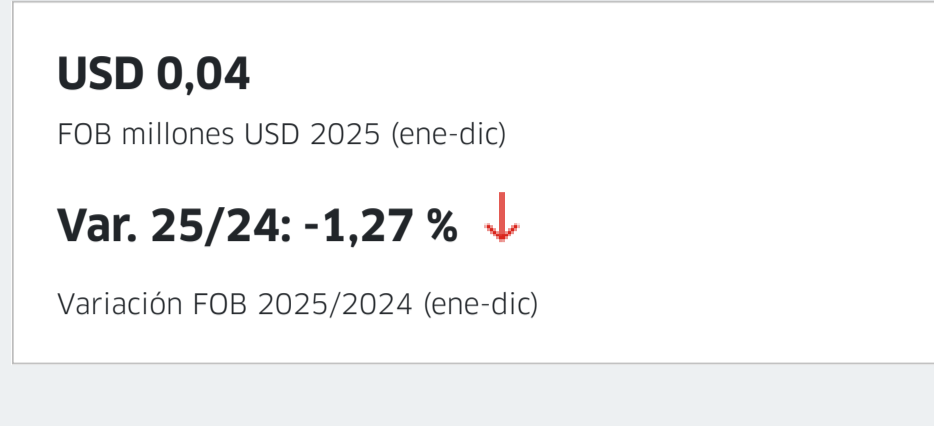 USD 0,04
FOB millones USD 2025 (ene-dic)
Var. 25/24: -1,27 %
Variación FOB 2025/2024 (ene-dic)